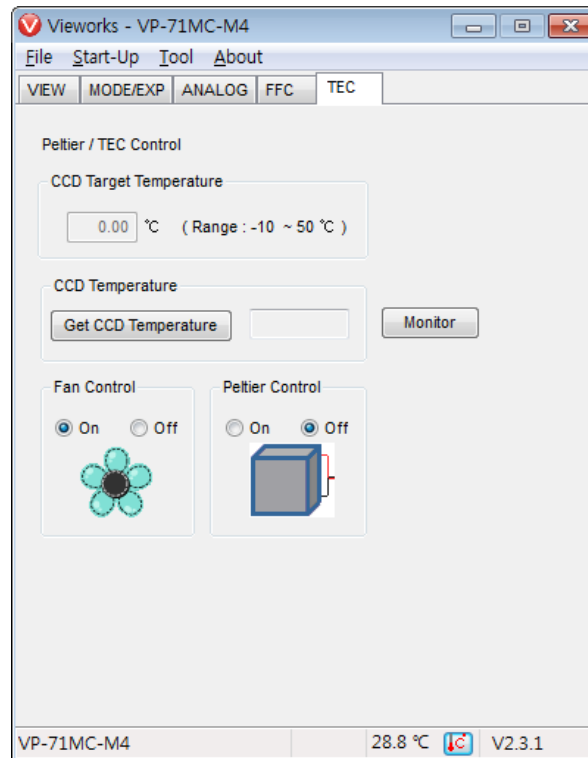 Vieworks - VP-71MC-M4
File Start-Up Tool About
VIEW MODE/EXP ANALOG FFC TEC
Peltier / TEC Control
CCD Target Temperature
0.00 ℃ ( Range : -10 ~ 50 ℃ )
CCD Temperature
Get CCD Temperature Monitor
Fan Control Peltier Control
On Off On Off
VP-71MC-M4 28.8 ℃ C V2.3.1